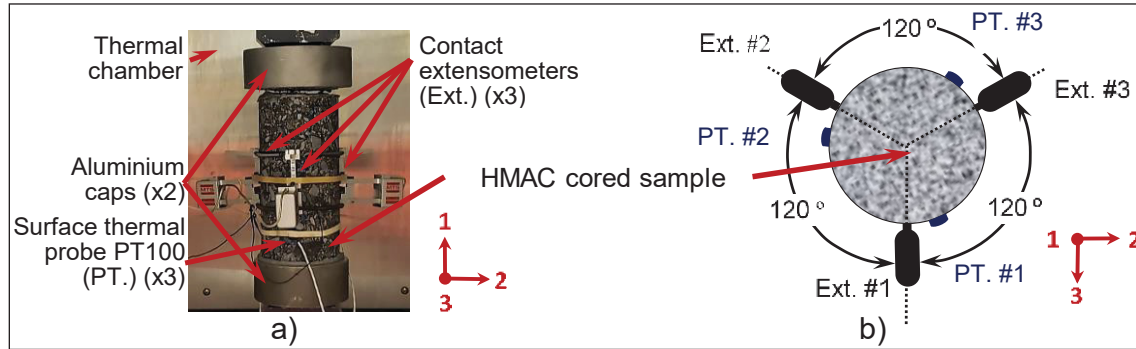 Thermal
chamber
Contact
extensometers
(Ext.) (x3)
Aluminium
caps (x2)
Surface thermal
probe PT100
(PT.) (x3)
HMAC cored sample
1
2
3
a)
PT. #3
120 °
Ext. #2
Ext. #3
PT. #2
120 °
120 °
1
2
3
Ext. #1
PT. #1
b)